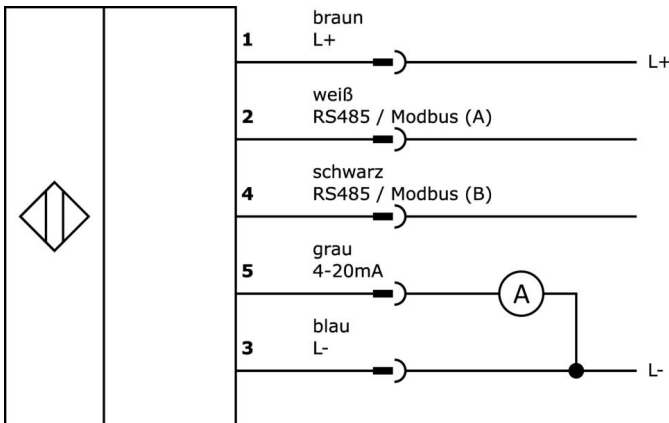 braun
1 L+
L+
weiß
2 RS485 / Modbus (A)
schwarz
4 RS485 / Modbus (B)
grau
5 4-20mA
A
blau
3 L-
L-